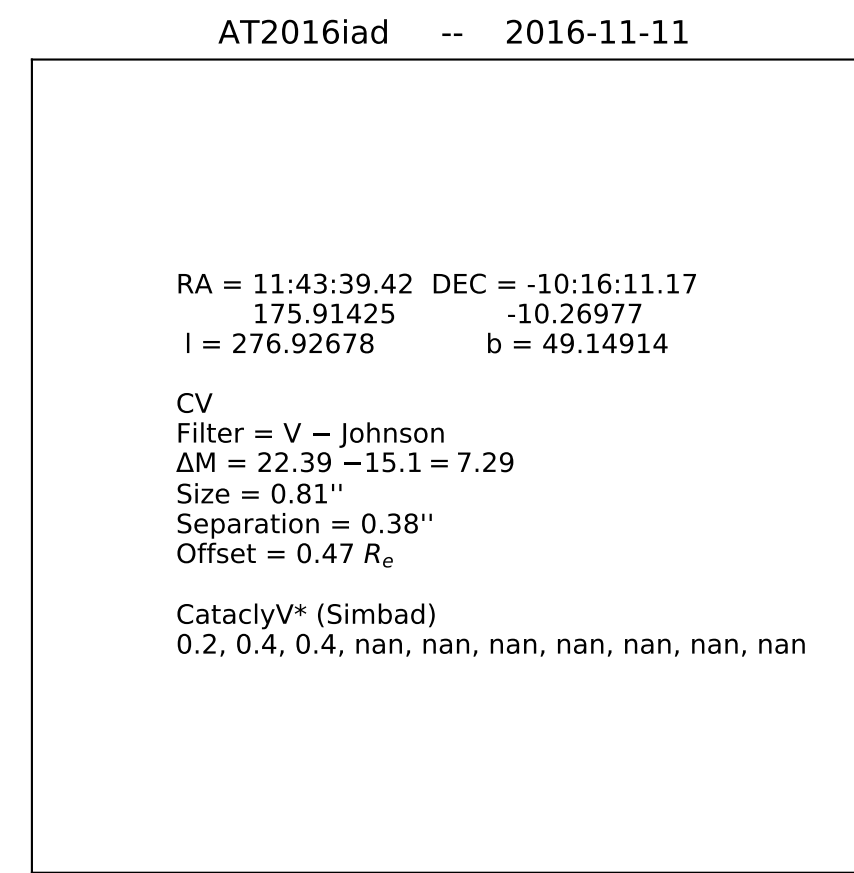 AT2016iad -- 2016-11-11
RA = 11:43:39.42 DEC = -10:16:11.17
175.91425 -10.26977
l = 276.92678 b = 49.14914
CV
Filter = V − Johnson
ΔM = 22.39 −15.1 = 7.29
Size = 0.81''
Separation = 0.38''
Offset = 0.47 Re
CataclyV* (Simbad)
0.2, 0.4, 0.4, nan, nan, nan, nan, nan, nan, nan